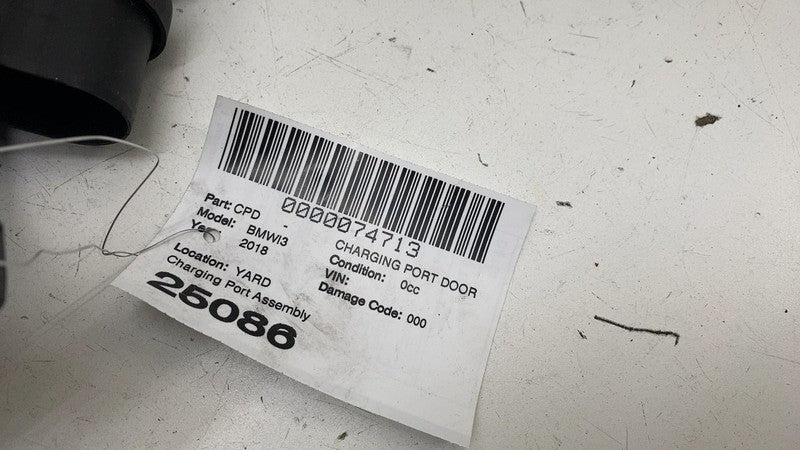 0000074713
Part: CPD - CHARGING PORT DOOR
Model: BMWI3 Condition: 0cc
Year: 2018 VIN:
Damage Code: 000
Location: YARD
Charging Port Assembly
25086